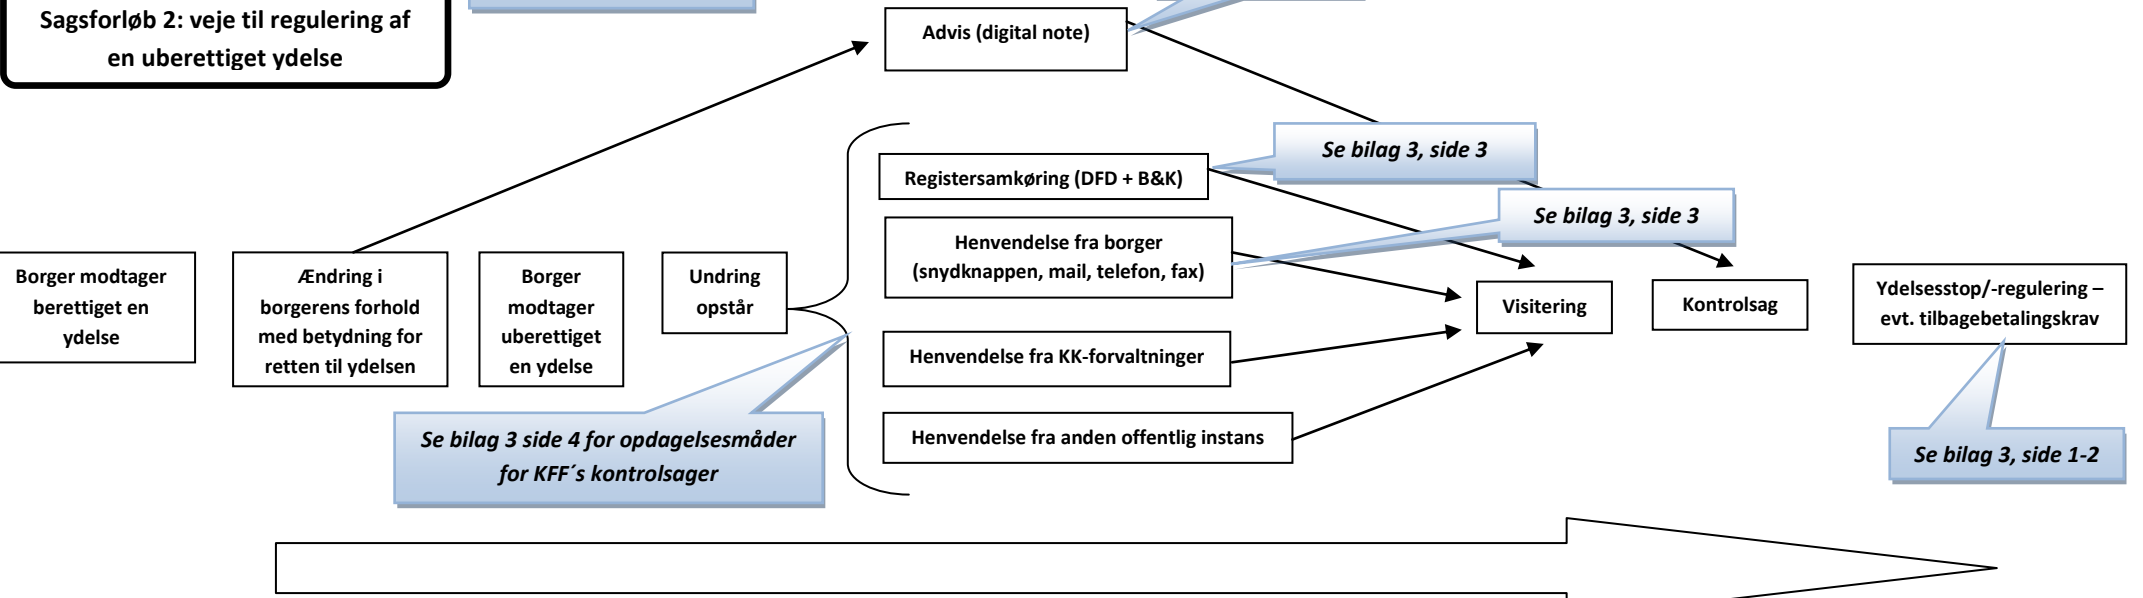 Sagsforløb 2: veje til regulering af
en uberettiget ydelse
Advis (digital note)
Se bilag 3, side 3
Registersamkøring (DFD + B&K)
Se bilag 3, side 3
Henvendelse fra borger
(snydknappen, mail, telefon, fax)
Borger modtager
berettiget en
ydelse
Ændring i
borgerens forhold
med betydning for
retten til ydelsen
Borger
modtager
uberettiget
en ydelse
Undring
opstår
Visitering
Kontrolsag
Ydelsesstop/-regulering –
evt. tilbagebetalingskrav
Henvendelse fra KK-forvaltninger
Henvendelse fra anden offentlig instans
Se bilag 3 side 4 for opdagelsesmåder
for KFF´s kontrolsager
Se bilag 3, side 1-2